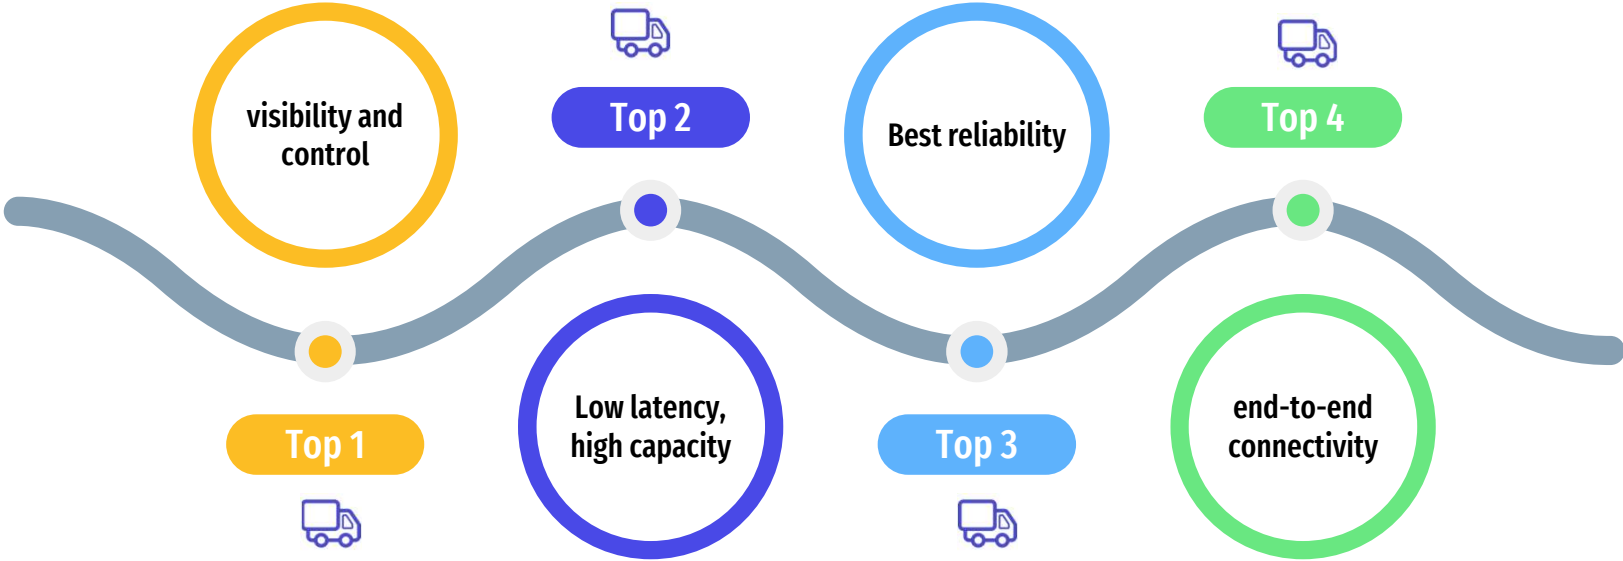 visibility and
control
Top 1
Top 2
Low latency,
high capacity
Best reliability
Top 3
Top 4
end-to-end
connectivity